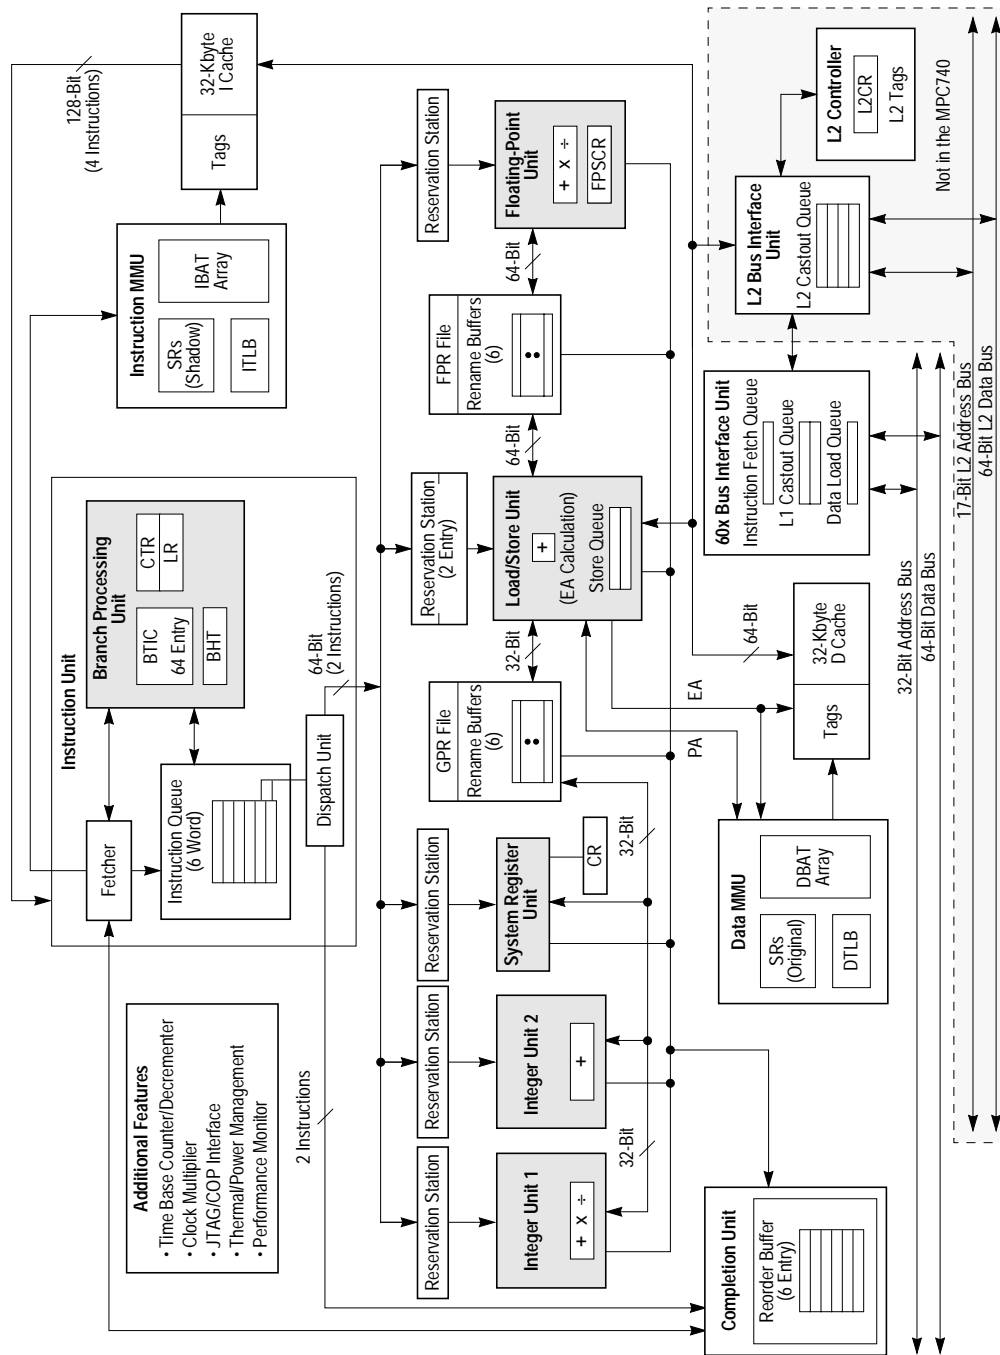 Additional Features
• Time Base Counter/Decrementer
• Clock Multiplier
• JTAG/COP Interface
• Thermal/Power Management
• Performance Monitor
Instruction Unit
Fetcher
Instruction Queue
(6 Word)
Branch Processing
Unit
BTIC
64 Entry
CTR
LR
BHT
Dispatch Unit
64-Bit
(2 Instructions)
2 Instructions
Instruction MMU
SRs
(Shadow)
IBAT
Array
ITLB
128-Bit
(4 Instructions)
Tags
32-Kbyte
I Cache
Reservation Station
Reservation Station
Reservation Station
Reservation Station
(2 Entry)
Reservation Station
Integer Unit 1
+ x ÷
Integer Unit 2
+
System Register
Unit
CR
32-Bit
32-Bit
GPR File
Rename Buffers
(6)
32-Bit
Load/Store Unit
+
(EA Calculation)
Store Queue
64-Bit
FPR File
Rename Buffers
(6)
64-Bit
Floating-Point
Unit
+ x ÷
FPSCR
PA
EA
64-Bit
Completion Unit
Reorder Buffer
(6 Entry)
Data MMU
SRs
(Original)
DBAT
Array
DTLB
Tags
32-Kbyte
D Cache
60x Bus Interface Unit
Instruction Fetch Queue
L1 Castout Queue
Data Load Queue
L2 Bus Interface
Unit
L2 Castout Queue
L2 Controller
L2CR
L2 Tags
Not in the MPC740
32-Bit Address Bus
64-Bit Data Bus
17-Bit L2 Address Bus
64-Bit L2 Data Bus